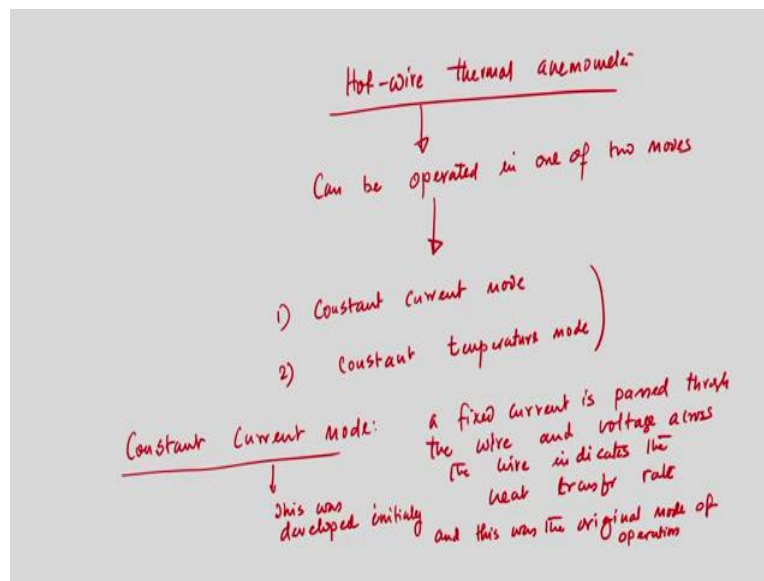 Hot-wire thermal anemometer
Can be operated in one of two modes
1) Constant current mode
2) Constant temperature mode
Constant Current Mode:
This was
developed initialy
a fixed current is passed through
the wire and voltage across
the wire indicates the
heat transfr rate
and this was the original mode of
operation